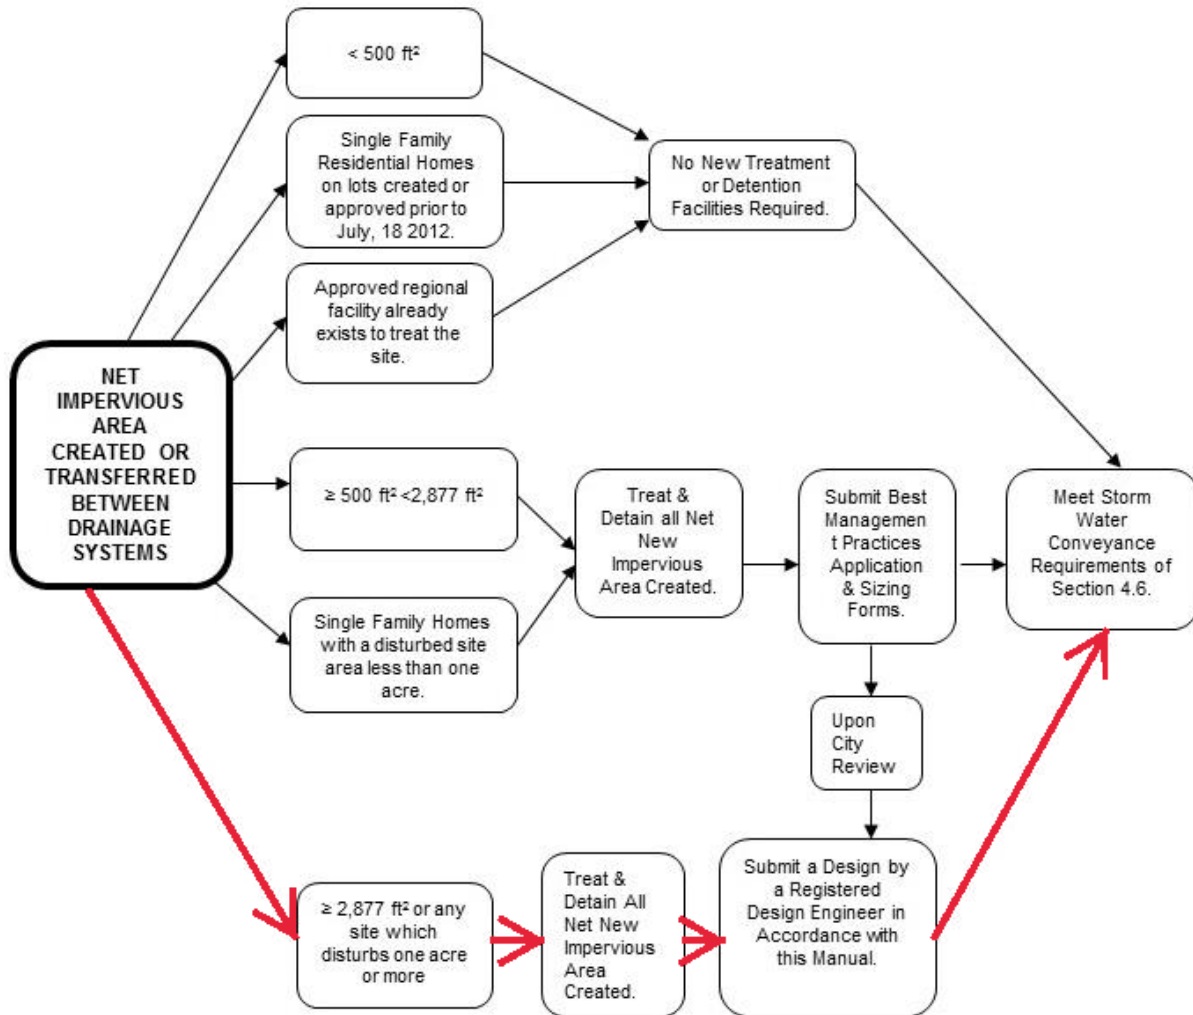 < 500 ft²
Single Family
Residential Homes
on lots created or
approved prior to
July, 18 2012.
No New Treatment
or Detention
Facilities Required.
Approved regional
facility already
exists to treat the
site.
NET
IMPERVIOUS
AREA
CREATED OR
TRANSFERRED
BETWEEN
DRAINAGE
SYSTEMS
≥ 500 ft² <2,877 ft²
Treat &
Detain all Net
New
Impervious
Area Created.
Submit Best
Managemen
t Practices
Application
& Sizing
Forms.
Meet Storm
Water
Conveyance
Requirements of
Section 4.6.
Single Family Homes
with a disturbed site
area less than one
acre.
Upon
City
Review
≥ 2,877 ft² or any
site which
disturbs one acre
or more
Treat &
Detain All
Net New
Impervious
Area
Created.
Submit a Design by
a Registered
Design Engineer in
Accordance with
this Manual.